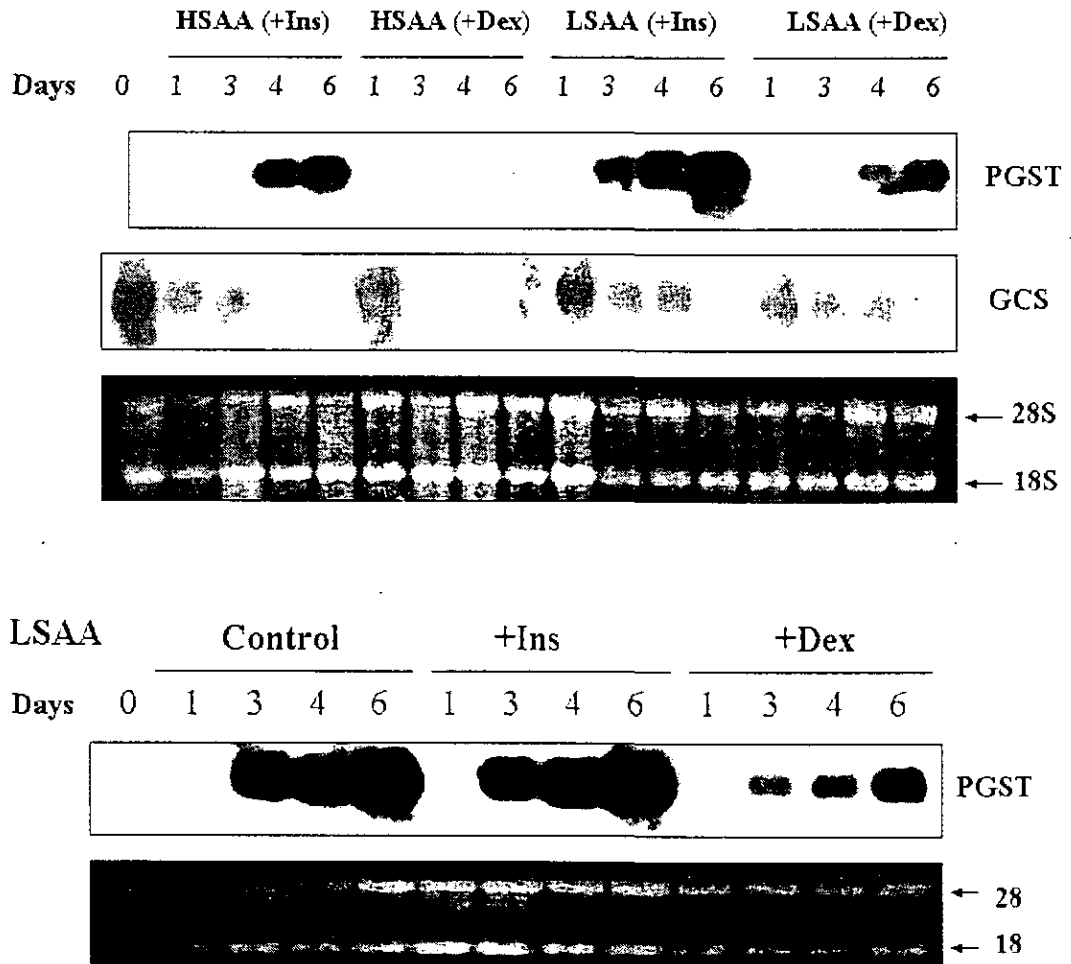 HSAA (+Ins) HSAA (+Dex) LSAA (+Ins) LSAA (+Dex)
Days 0 1 3 4 6 1 3 4 6 1 3 4 6 1 3 4 6
PGST
GCS
← 28S
← 18S
LSAA Control +Ins +Dex
Days 0 1 3 4 6 1 3 4 6 1 3 4 6
PGST
← 28
← 18